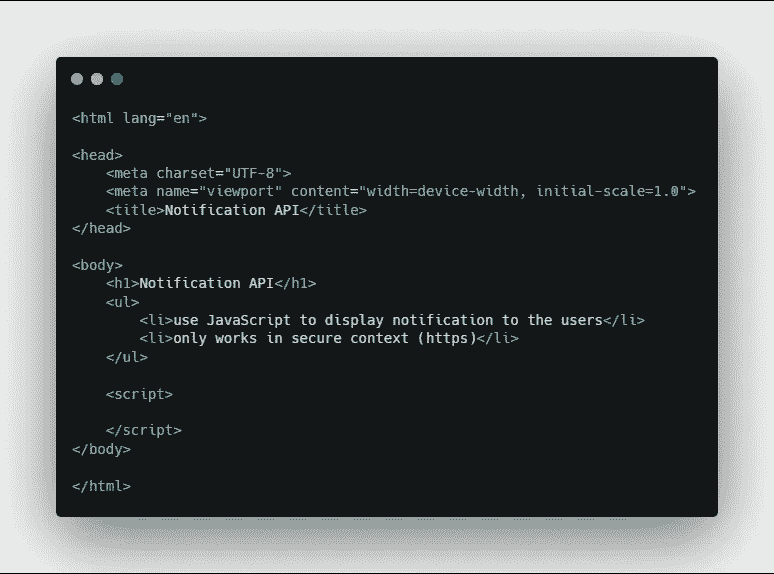 <html lang="en">
<head>
<meta charset="UTF-8">
<meta name="viewport" content="width=device-width, initial-scale=1.0">
<title>Notification API</title>
</head>
<body>
<h1>Notification API</h1>
<ul>
<li>use JavaScript to display notification to the users</li>
<li>only works in secure context (https)</li>
</ul>
<script>
</script>
</body>
</html>